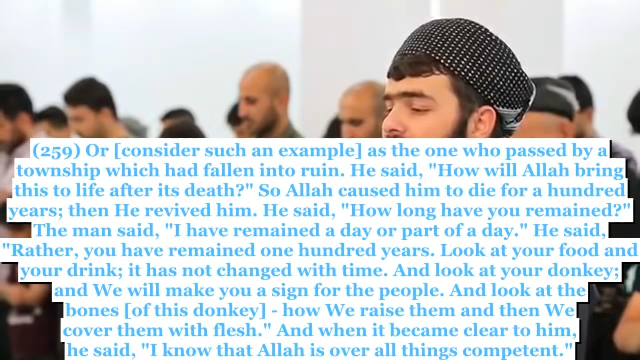 (259) Or [consider such an example] as the one who passed by a
township which had fallen into ruin. He said, "How will Allah bring
this to life after its death?" So Allah caused him to die for a hundred
years; then He revived him. He said, "How long have you remained?"
The man said, "I have remained a day or part of a day." He said,
"Rather, you have remained one hundred years. Look at your food and
your drink; it has not changed with time. And look at your donkey;
and We will make you a sign for the people. And look at the
bones [of this donkey] - how We raise them and then We
cover them with flesh." And when it became clear to him,
he said, "I know that Allah is over all things competent."